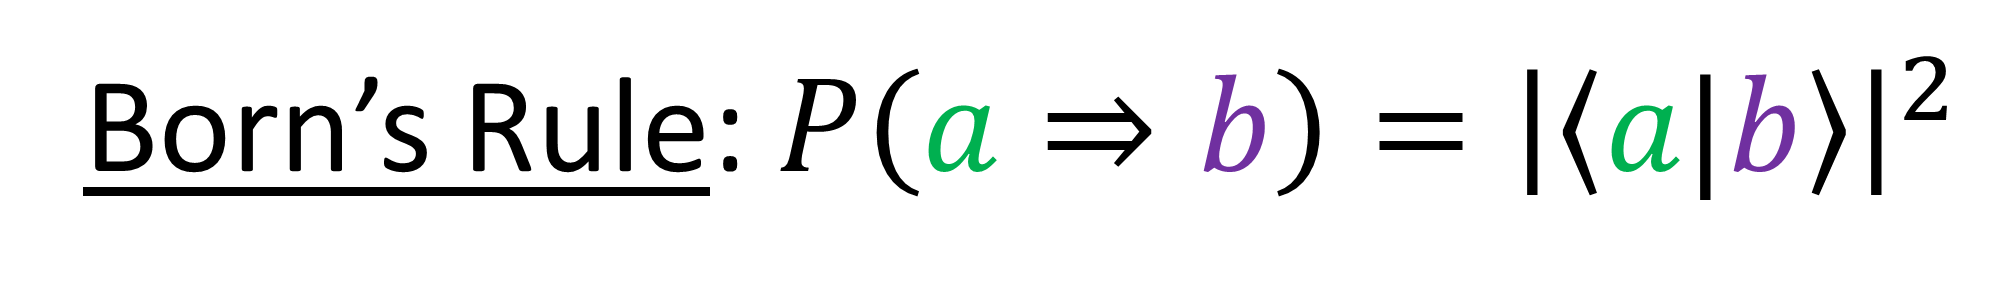 Born’s Rule: P(a ⇒ b) = |⟨a|b⟩|²